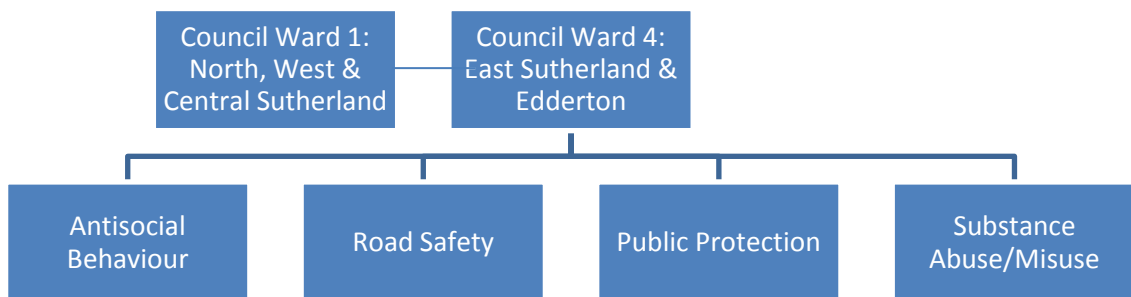 Council Ward 1:
North, West &
Central Sutherland
Council Ward 4:
East Sutherland &
Edderton
Antisocial
Behaviour
Road Safety
Public Protection
Substance
Abuse/Misuse